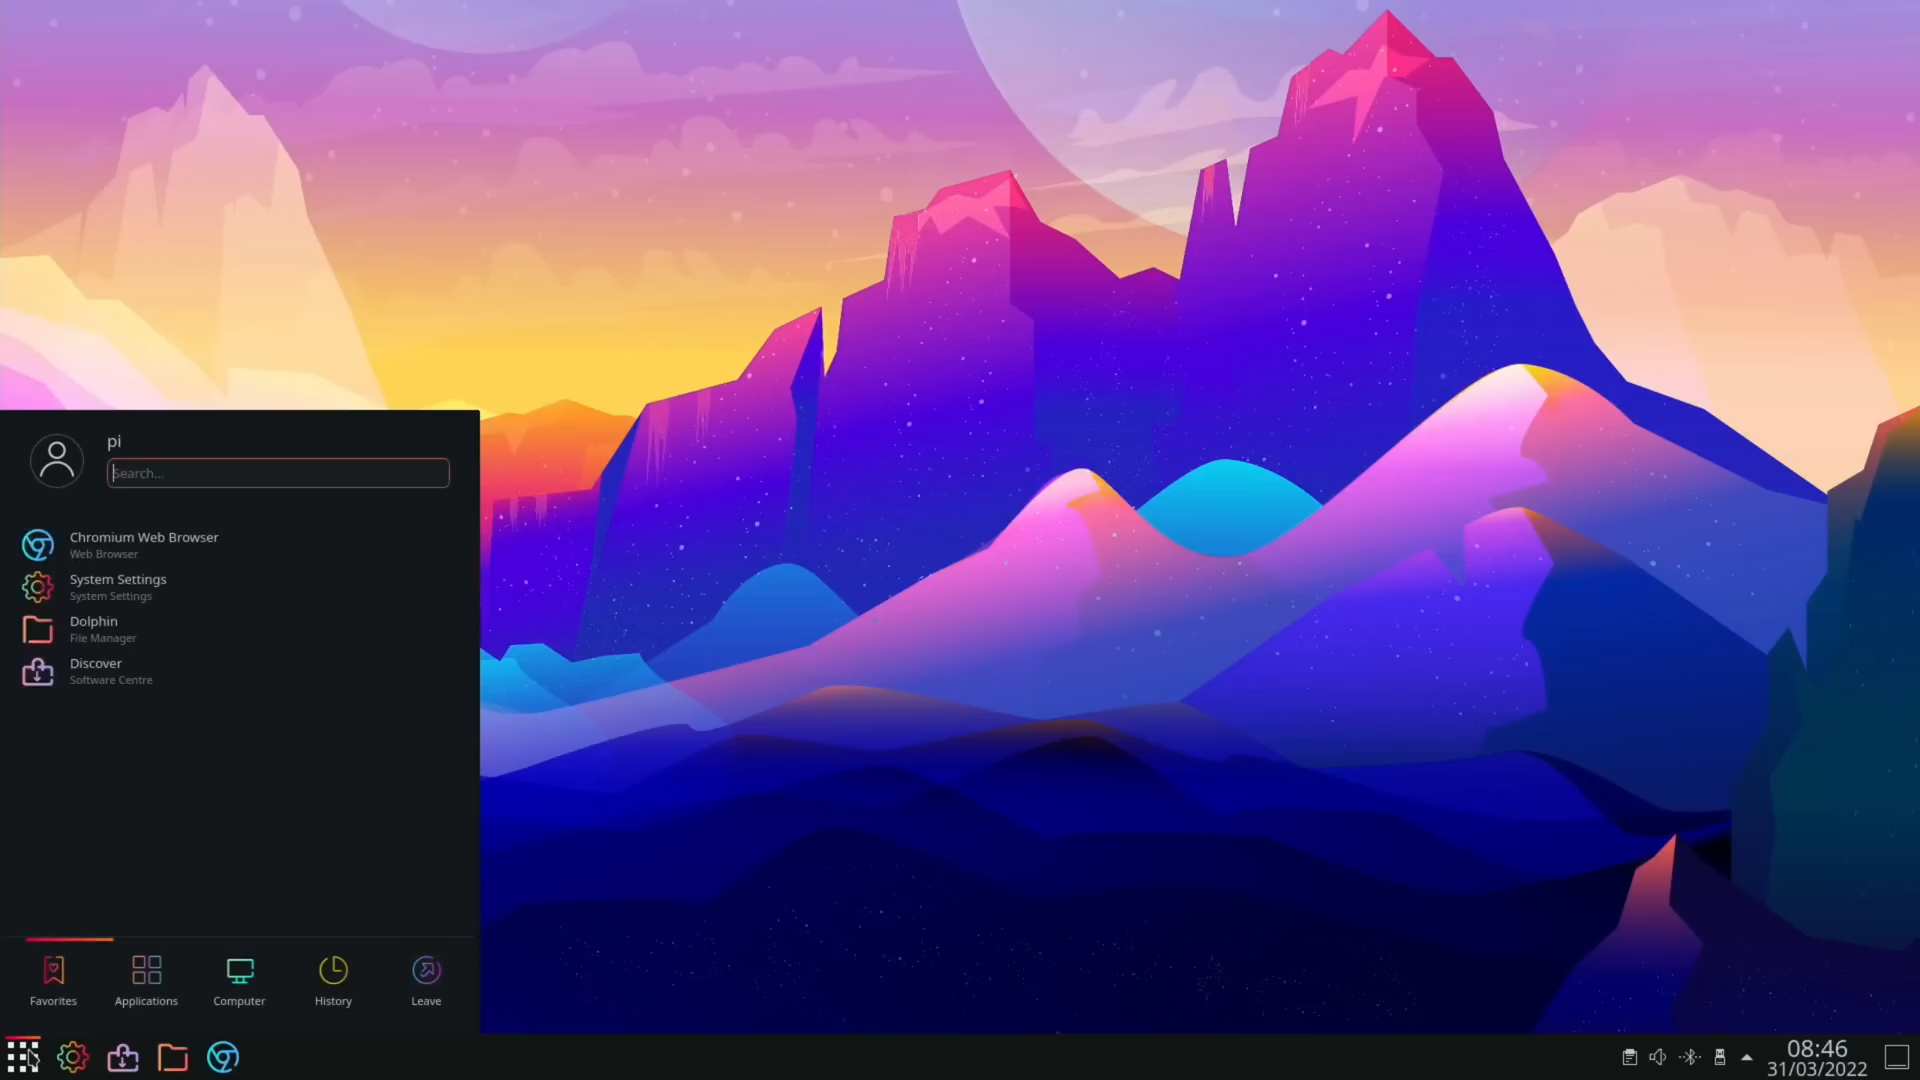 pi
Search...
Chromium Web Browser
Web Browser
System Settings
System Settings
Dolphin
File Manager
Discover
Software Centre
Favorites
Applications
Computer
History
Leave
08:46
31/03/2022